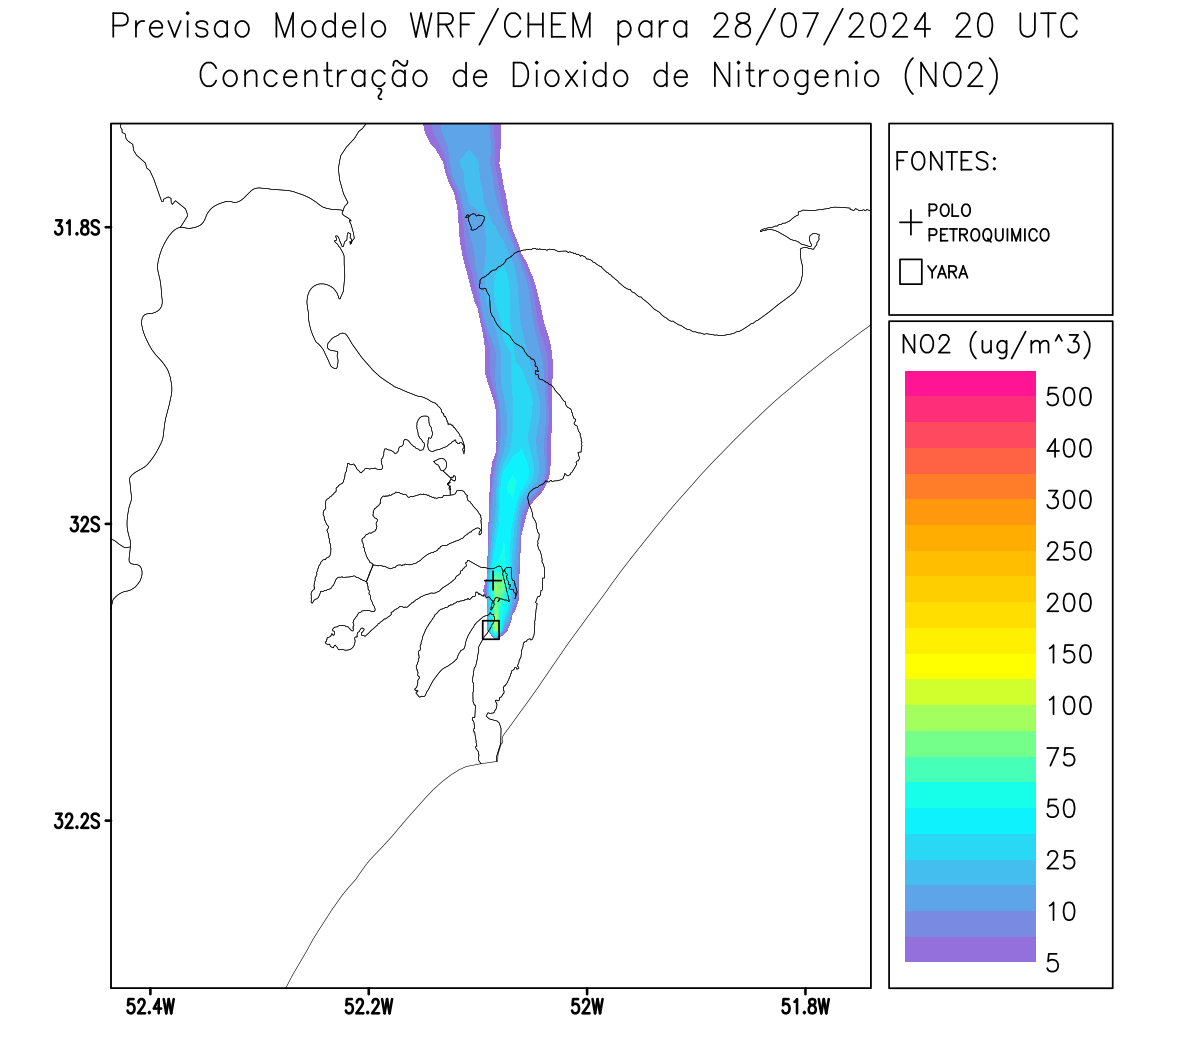 Previsao Modelo WRF/CHEM para 28/07/2024 20 UTC
Concentração de Dioxido de Nitrogenio (NO2)
FONTES:
POLO
PETROQUIMICO
YARA
NO2 (ug/m^3)
500
400
300
250
200
150
100
75
50
25
10
5
31.8S
32S
32.2S
52.4W
52.2W
52W
51.8W